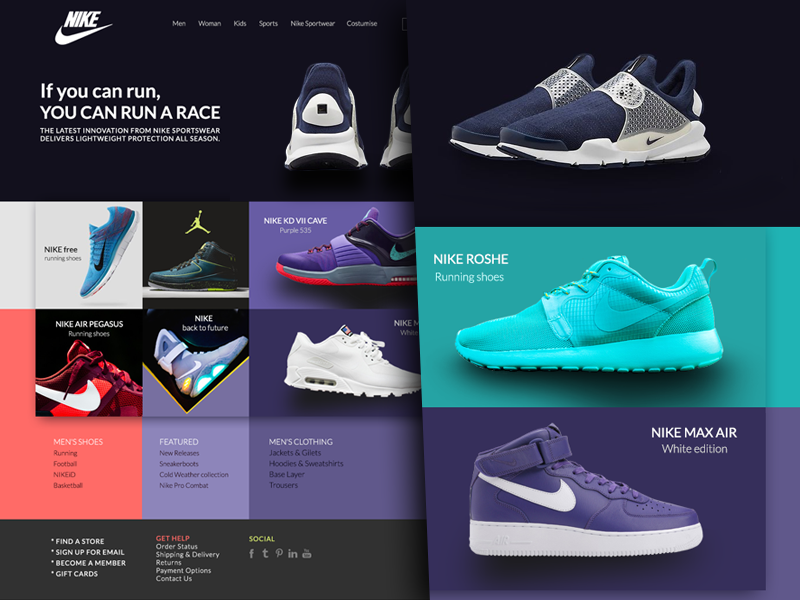 NIKE
Men Woman Kids Sports Nike Sportwear Costumise
If you can run,
YOU CAN RUN A RACE
THE LATEST INNOVATION FROM NIKE SPORTSWEAR
DELIVERS LIGHTWEIGHT PROTECTION ALL SEASON.
NIKE free
running shoes
NIKE KD VII CAVE
Purple 535
NIKE AIR PEGASUS
Running shoes
NIKE
back to future
NIKE
MEN'S SHOES
Running
Football
NIKEiD
Basketball
FEATURED
New Releases
Sneakerboots
Cold Weather collection
Nike Pro Combat
MEN'S CLOTHING
Jackets & Gilets
Hoodies & Sweatshirts
Base Layer
Trousers
* FIND A STORE
* SIGN UP FOR EMAIL
* BECOME A MEMBER
* GIFT CARDS
GET HELP
Order Status
Shipping & Delivery
Returns
Payment Options
Contact Us
SOCIAL
NIKE ROSHE
Running shoes
NIKE MAX AIR
White edition